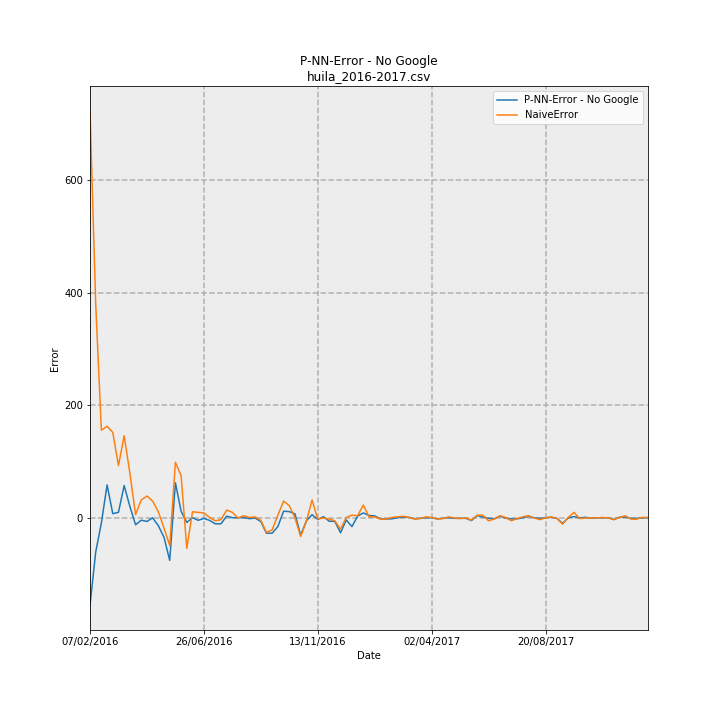 P-NN-Error - No Google
huila_2016-2017.csv
P-NN-Error - No Google
NaiveError
600
400
200
0
Error
07/02/2016 26/06/2016 13/11/2016 02/04/2017 20/08/2017
Date